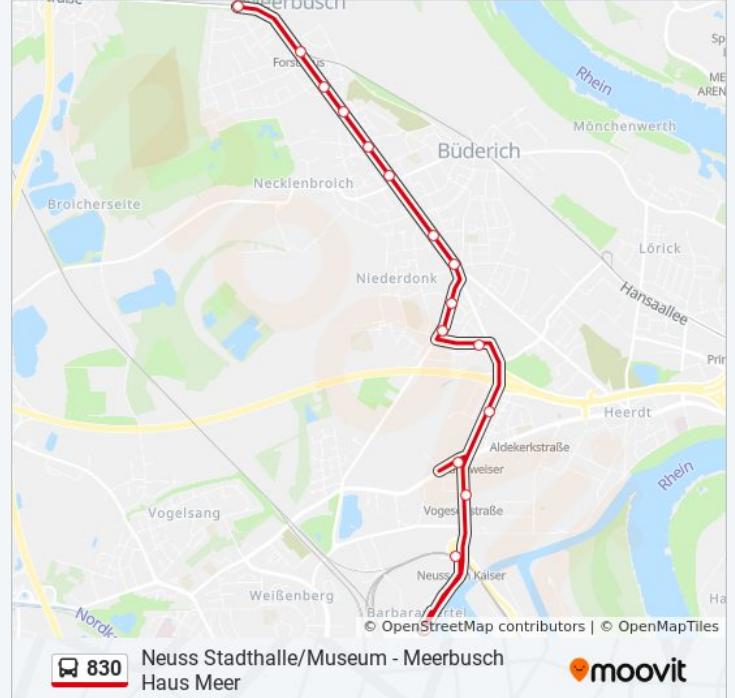 Meerbusch
Rhein
Mönchenwerth
Büderich
Necklenbroich
Broicherseite
Lörick
Niederdonk
Hansaallee
Heerdt
Aldekerkstraße
Rhein
Vogelsang
Weißenberg
© OpenStreetMap contributors | © OpenMapTiles
830
Neuss Stadthalle/Museum - Meerbusch
Haus Meer
moovit